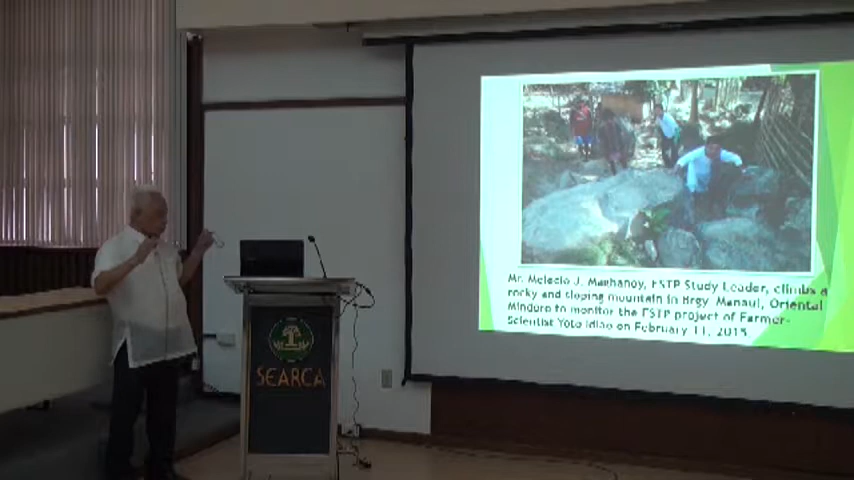 Mr. Melecio J. Manhanoy, FSTP Study Leader, climbs a
rocky and sloping mountain in Brgy Manaul, Oriental
Mindoro to monitor the FSTP project of Farmer-
Scientist Yoto Idiao on February 11, 2015.
SEARCA